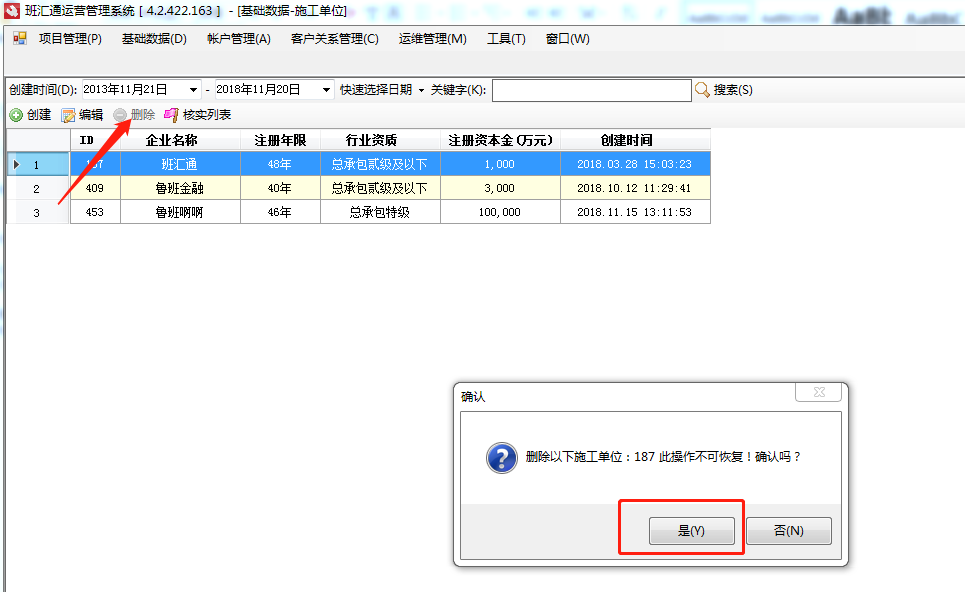 班汇通运营管理系统 [ 4.2.422.163 ] - [基础数据-施工单位]
项目管理(P) 基础数据(D) 帐户管理(A) 客户关系管理(C) 运维管理(M) 工具(T) 窗口(W)
创建时间(D): 2013年11月21日 - 2018年11月20日 快速选择日期 关键字(K): 搜索(S)
创建 编辑 删除 核实列表
ID 企业名称 注册年限 行业资质 注册资本金(万元) 创建时间
1 班汇通 48年 总承包贰级及以下 1,000 2018.03.28 15:03:23
2 409 鲁班金融 40年 总承包贰级及以下 3,000 2018.10.12 11:29:41
3 453 鲁班啊啊 46年 总承包特级 100,000 2018.11.15 13:11:53
确认
删除以下施工单位：187 此操作不可恢复！确认吗？
是(Y) 否(N)